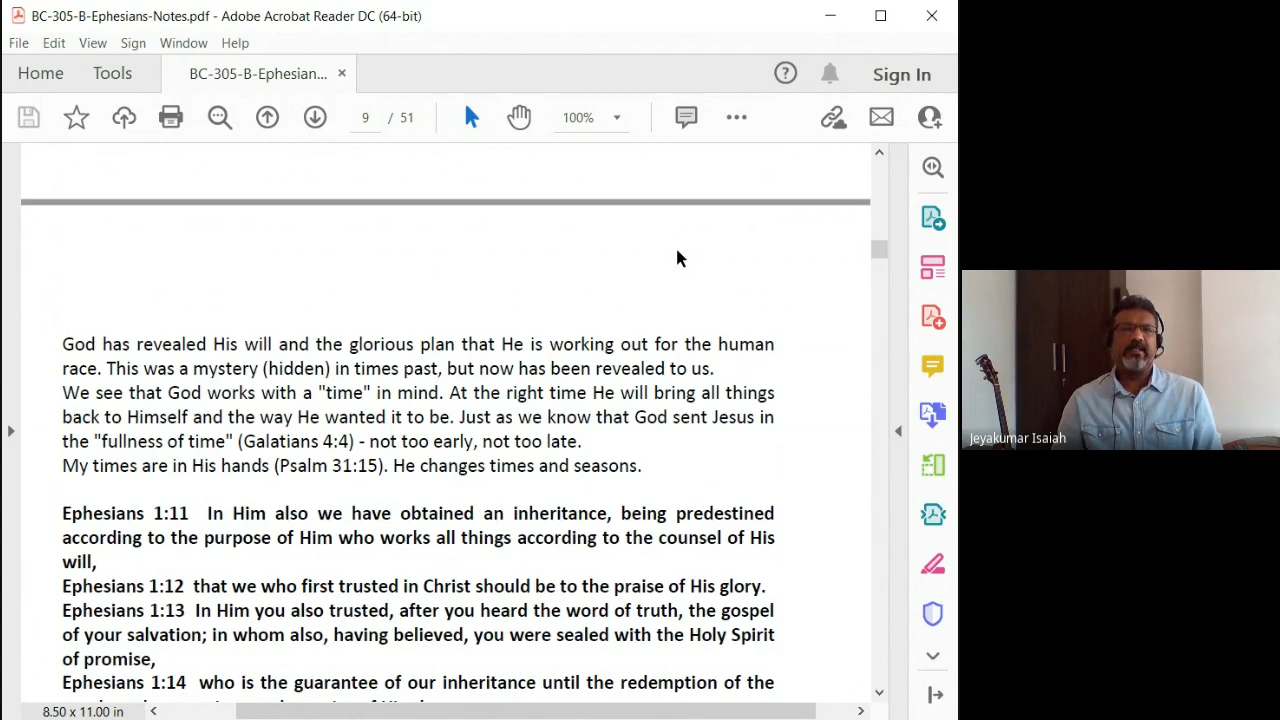 BC-305-B-Ephesians-Notes.pdf - Adobe Acrobat Reader DC (64-bit)
File Edit View Sign Window Help
Home Tools BC-305-B-Ephesian... × Sign In
9 / 51 100%
God has revealed His will and the glorious plan that He is working out for the human
race. This was a mystery (hidden) in times past, but now has been revealed to us.
We see that God works with a "time" in mind. At the right time He will bring all things
back to Himself and the way He wanted it to be. Just as we know that God sent Jesus in
the "fullness of time" (Galatians 4:4) - not too early, not too late.
My times are in His hands (Psalm 31:15). He changes times and seasons.
Ephesians 1:11 In Him also we have obtained an inheritance, being predestined
according to the purpose of Him who works all things according to the counsel of His
will,
Ephesians 1:12 that we who first trusted in Christ should be to the praise of His glory.
Ephesians 1:13 In Him you also trusted, after you heard the word of truth, the gospel
of your salvation; in whom also, having believed, you were sealed with the Holy Spirit
of promise,
Ephesians 1:14 who is the guarantee of our inheritance until the redemption of the
8.50 x 11.00 in
Jeyakumar Isaiah